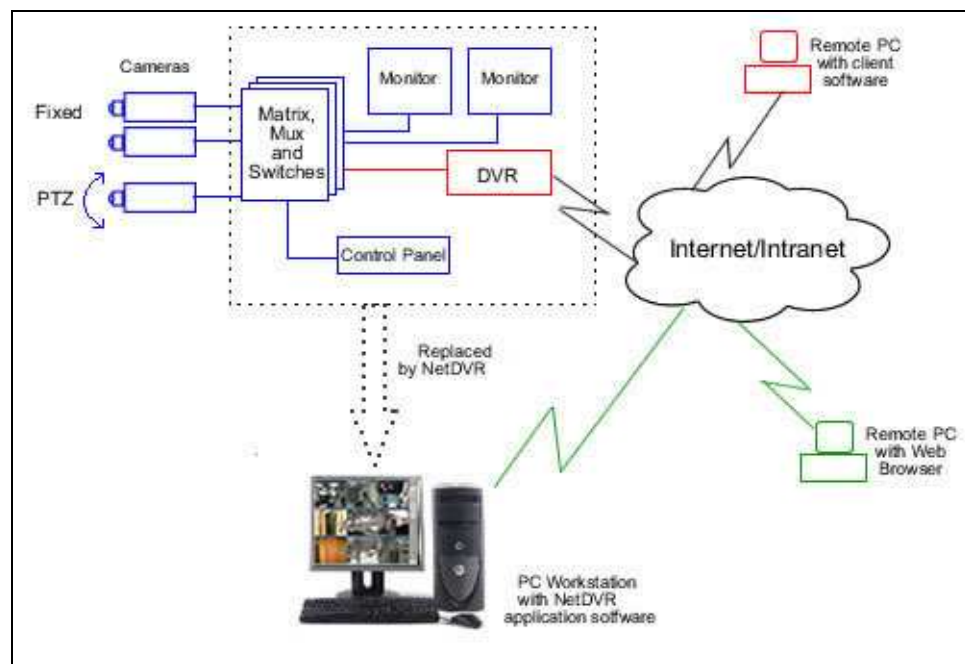 Cameras
Fixed
PTZ
Matrix,
Mux
and
Switches
Monitor
Monitor
DVR
Control Panel
Remote PC
with client
software
Internet/Intranet
Replaced
by NetDVR
Remote PC
with Web
Browser
PC Workstation
with NetDVR
application software